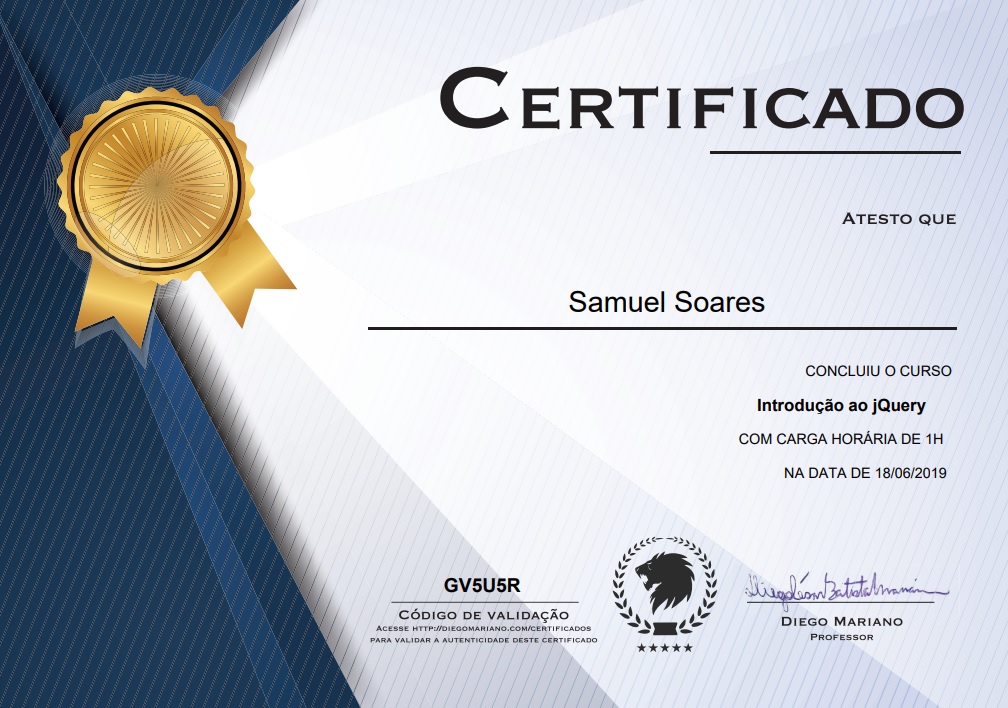 CERTIFICADO
ATESTO QUE
Samuel Soares
CONCLUIU O CURSO
Introdução ao jQuery
COM CARGA HORÁRIA DE 1H
NA DATA DE 18/06/2019
GV5U5R
CÓDIGO DE VALIDAÇÃO
ACESSE HTTP://DIEGOMARIANO.COM/CERTIFICADOS
PARA VALIDAR A AUTENTICIDADE DESTE CERTIFICADO
DIEGO MARIANO
PROFESSOR